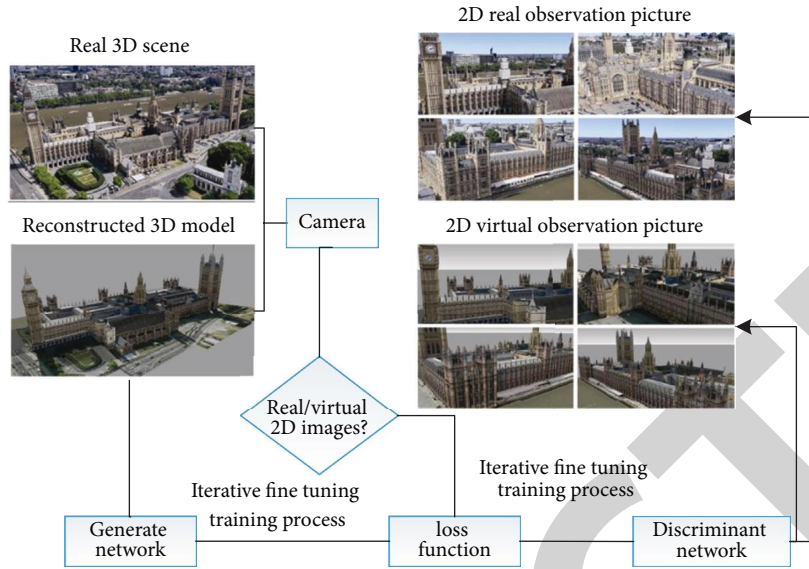 Real 3D scene
2D real observation picture
Reconstructed 3D model
Camera
2D virtual observation picture
Real/virtual
2D images?
Iterative fine tuning
training process
Iterative fine tuning
training process
Generate
network
loss
function
Discriminant
network